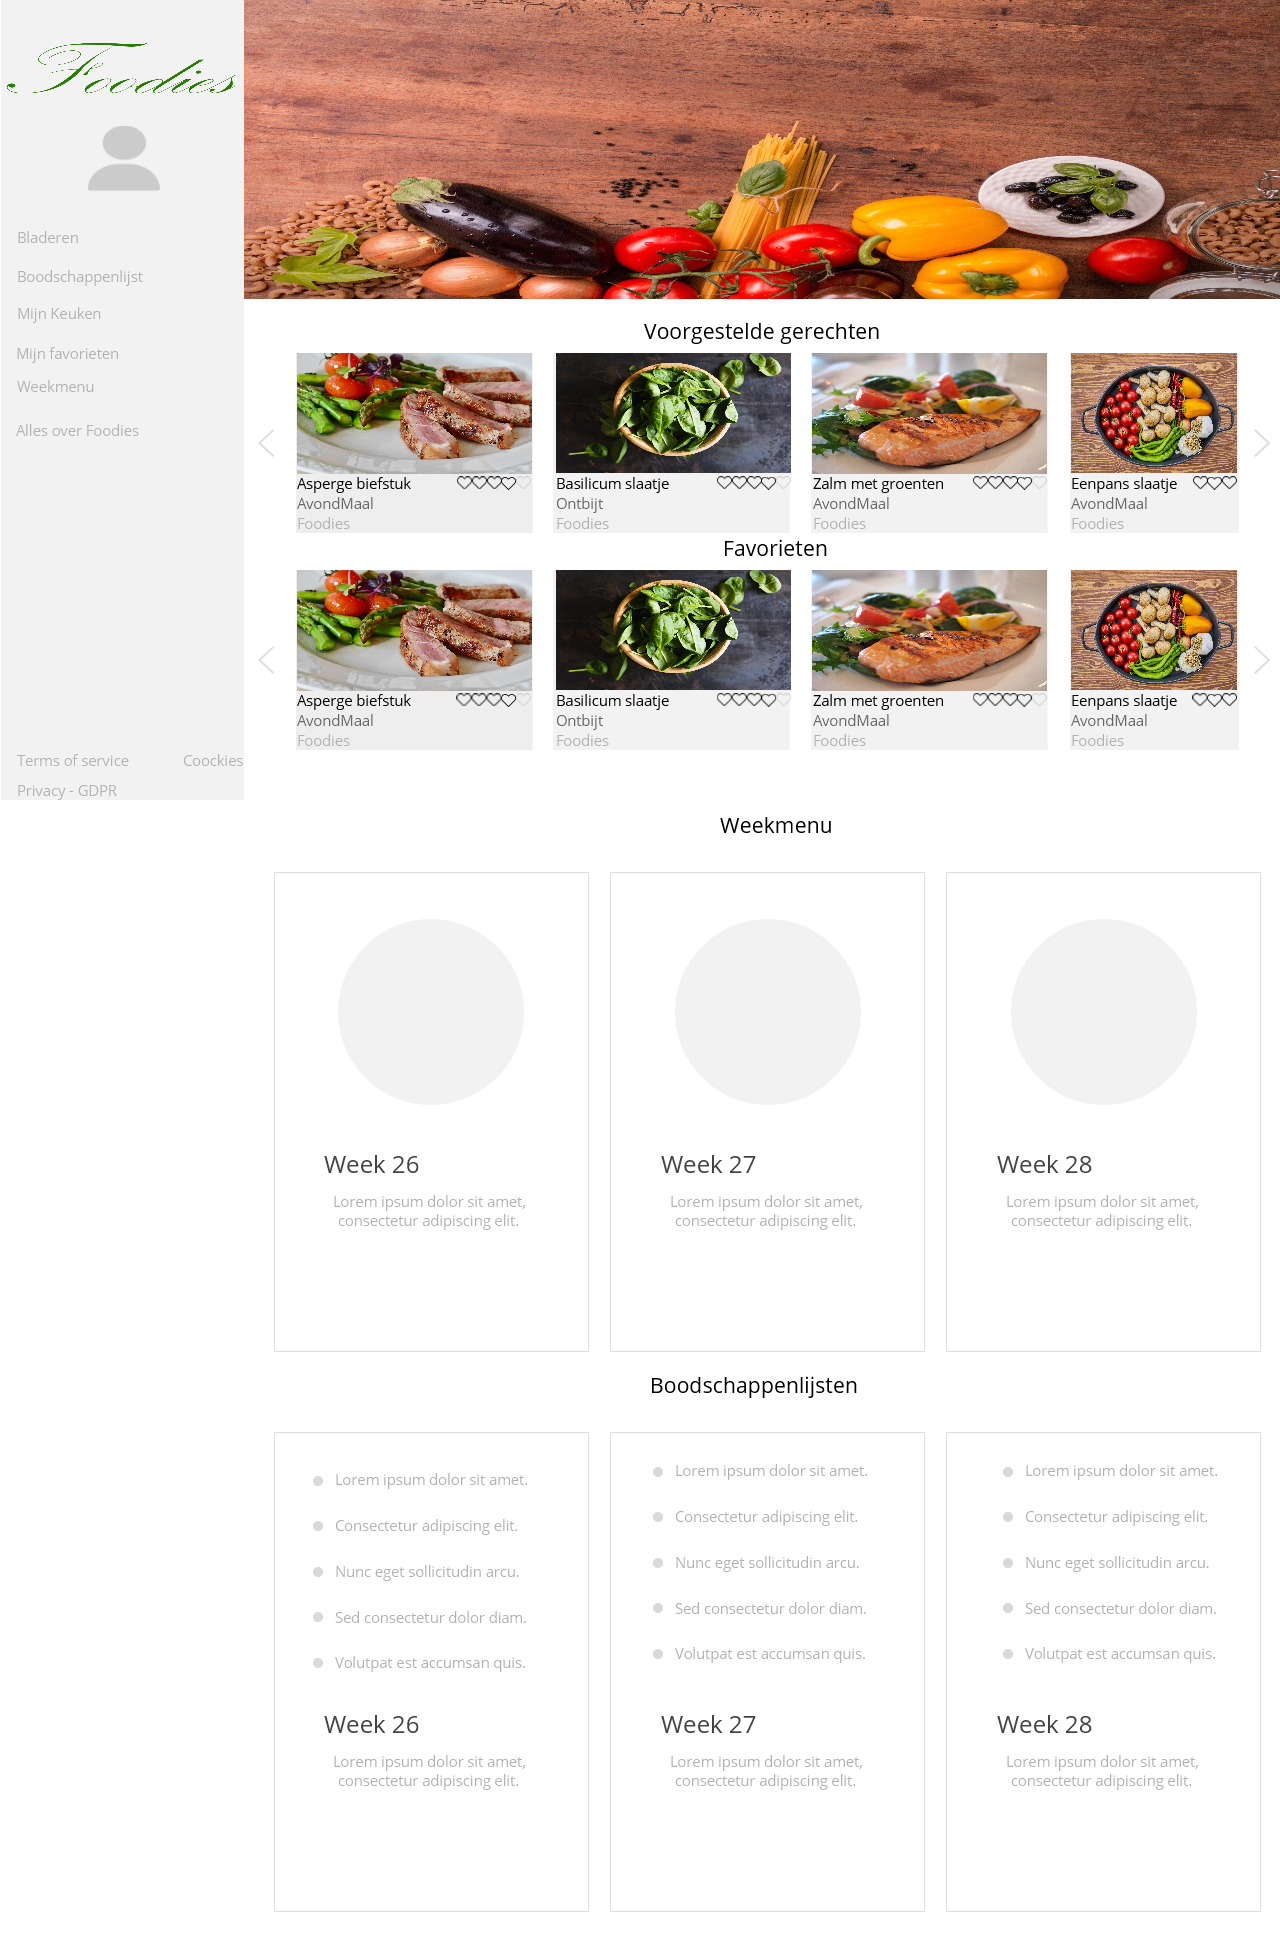 Foodies
Bladeren
Boodschappenlijst
Mijn Keuken
Mijn favorieten
Weekmenu
Alles over Foodies
Terms of service
Coockies
Privacy - GDPR
Voorgestelde gerechten
Asperge biefstuk
AvondMaal
Foodies
Basilicum slaatje
Ontbijt
Foodies
Zalm met groenten
AvondMaal
Foodies
Eenpans slaatje
AvondMaal
Foodies
Favorieten
Asperge biefstuk
AvondMaal
Foodies
Basilicum slaatje
Ontbijt
Foodies
Zalm met groenten
AvondMaal
Foodies
Eenpans slaatje
AvondMaal
Foodies
Weekmenu
Week 26
Lorem ipsum dolor sit amet,
consectetur adipiscing elit.
Week 27
Lorem ipsum dolor sit amet,
consectetur adipiscing elit.
Week 28
Lorem ipsum dolor sit amet,
consectetur adipiscing elit.
Boodschappenlijsten
Lorem ipsum dolor sit amet.
Consectetur adipiscing elit.
Nunc eget sollicitudin arcu.
Sed consectetur dolor diam.
Volutpat est accumsan quis.
Week 26
Lorem ipsum dolor sit amet,
consectetur adipiscing elit.
Lorem ipsum dolor sit amet.
Consectetur adipiscing elit.
Nunc eget sollicitudin arcu.
Sed consectetur dolor diam.
Volutpat est accumsan quis.
Week 27
Lorem ipsum dolor sit amet,
consectetur adipiscing elit.
Lorem ipsum dolor sit amet.
Consectetur adipiscing elit.
Nunc eget sollicitudin arcu.
Sed consectetur dolor diam.
Volutpat est accumsan quis.
Week 28
Lorem ipsum dolor sit amet,
consectetur adipiscing elit.